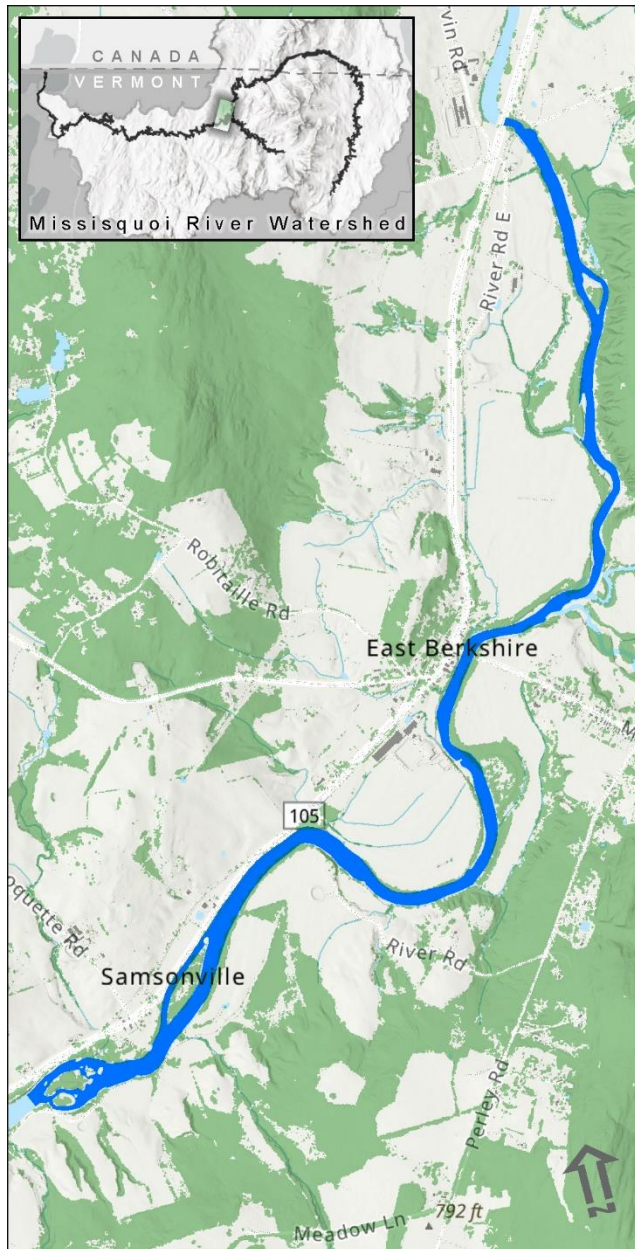 CANADA
VERMONT
Missisquoi River Watershed
River Rd E
Robitaille Rd
East Berkshire
105
River Rd
Samsonville
Perley Rd
N
792 ft
Meadow Ln